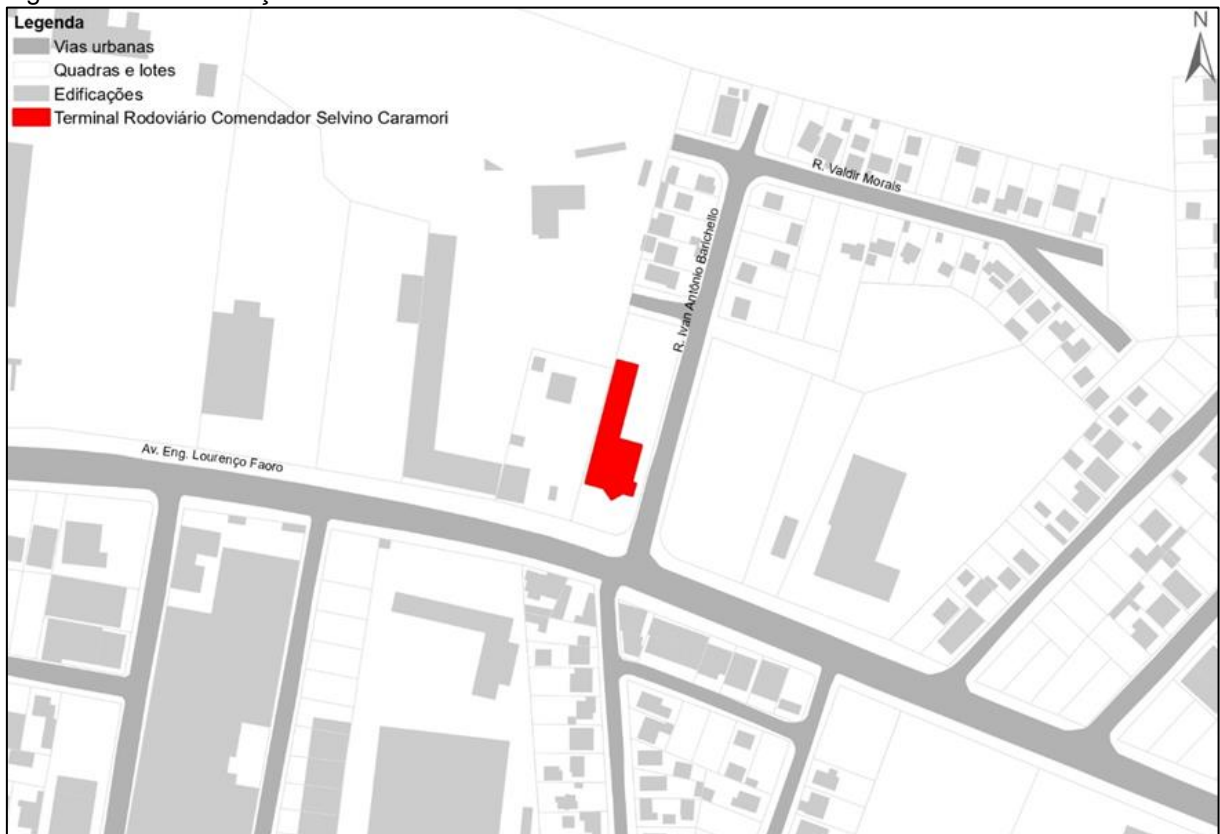 Legenda
Vias urbanas
Quadras e lotes
Edificações
Terminal Rodoviário Comendador Selvino Caramori
N
R. Valdir Morais
R. Ivan Antônio Barichello
Av. Eng. Lourenço Faoro